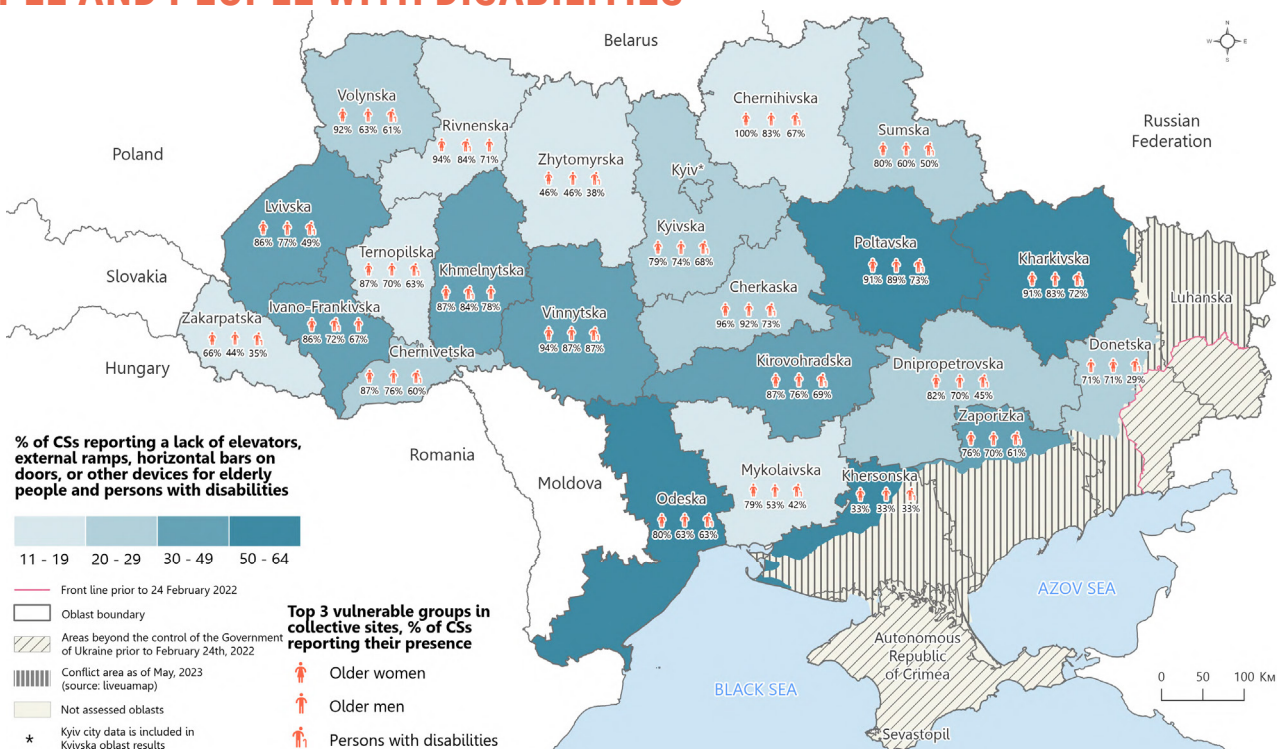 PLE AND PEOPLE WITH DISABILITIES
Belarus
N
W E
S
Volynska
92% 63% 61%
Rivnenska
94% 84% 71%
Zhytomyrska
46% 46% 38%
Chernihivska
100% 83% 67%
Sumska
80% 60% 50%
Russian
Federation
Poland
Kyiv*
Lvivska
86% 77% 49%
Kyivska
79% 74% 68%
Ternopilska
87% 70% 63%
Khmelnytska
87% 84% 78%
Poltavska
91% 89% 73%
Kharkivska
91% 83% 72%
Slovakia
Cherkaska
96% 92% 73%
Luhanska
Zakarpatska
66% 44% 35%
Ivano-Frankivska
86% 72% 67%
Vinnytska
94% 87% 87%
Donetska
71% 71% 29%
Hungary
Chernivetska
87% 76% 60%
Kirovohradska
87% 76% 69%
Dnipropetrovska
82% 70% 45%
Zaporizka
76% 70% 61%
Romania
Moldova
Mykolaivska
79% 53% 42%
Khersonska
33% 33% 33%
Odeska
80% 63% 63%
AZOV SEA
Autonomous
Republic
of Crimea
BLACK SEA
Sevastopil
0 50 100 Км
% of CSs reporting a lack of elevators,
external ramps, horizontal bars on
doors, or other devices for elderly
people and persons with disabilities
11 - 19 20 - 29 30 - 49 50 - 64
Front line prior to 24 February 2022
Oblast boundary
Areas beyond the control of the Government
of Ukraine prior to February 24th, 2022
Conflict area as of May, 2023
(source: liveuamap)
Not assessed oblasts
* Kyiv city data is included in
Kyivska oblast results
Top 3 vulnerable groups in
collective sites, % of CSs
reporting their presence
Older women
Older men
Persons with disabilities